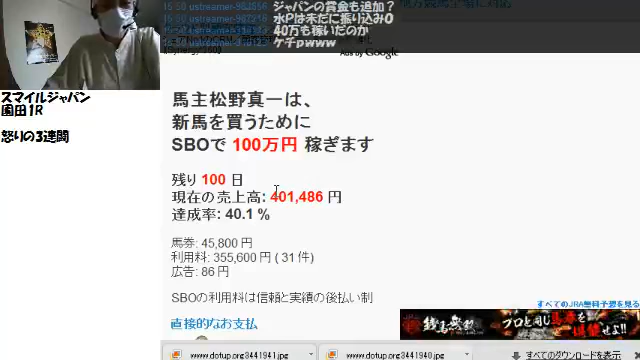 ジャパンの賞金も追加?
水Pは未だに振り込み0
40万も稼いだのか
ケチpwww
Ads by Google
スマイルジャパン
園田1R
怒りの3連闘
馬主松野真一は、
新馬を買うために
SBOで 100万円 稼ぎます
残り 100 日
現在の売上高: 401,486 円
達成率: 40.1 %
馬券: 45,800 円
利用料: 355,600 円 ( 31 件)
広告: 86 円
SBOの利用料は信頼と実績の後払い制
直接的なお支払
すべてのJRA無料予想を見る
プロと同じ馬券を
www.dotup.org3441941.jpg
www.dotup.org3441940.jpg
すべてのダウンロードを表示